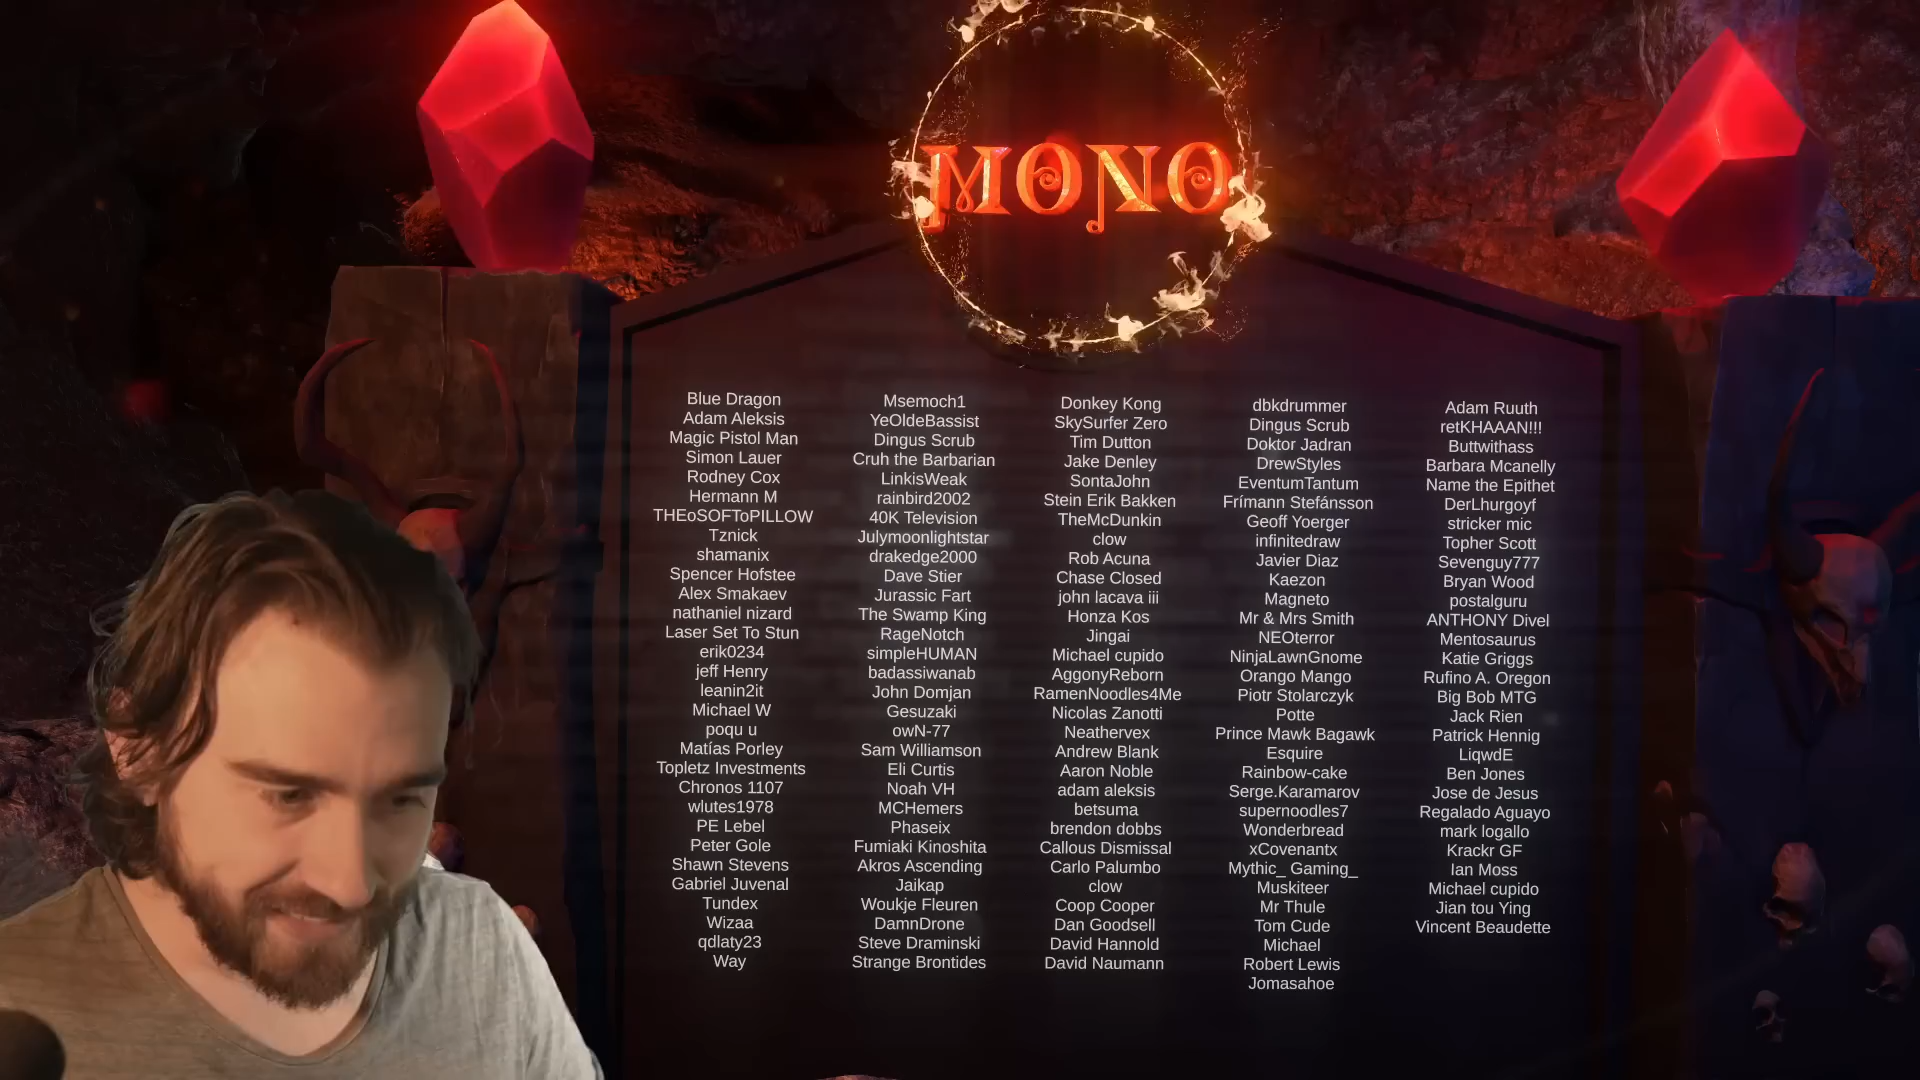 MONO
Blue Dragon
Adam Aleksis
Magic Pistol Man
Simon Lauer
Rodney Cox
Hermann M
THEoSOFToPILLOW
Tznick
shamanix
Spencer Hofstee
Alex Smakaev
nathaniel nizard
Laser Set To Stun
erik0234
jeff Henry
leanin2it
Michael W
poqu u
Matías Porley
Topletz Investments
Chronos 1107
wlutes1978
PE Lebel
Peter Gole
Shawn Stevens
Gabriel Juvenal
Tundex
Wizaa
qdlaty23
Way
Msemoch1
YeOldeBassist
Dingus Scrub
Cruh the Barbarian
LinkisWeak
rainbird2002
40K Television
Julymoonlightstar
drakedge2000
Dave Stier
Jurassic Fart
The Swamp King
RageNotch
simpleHUMAN
badassiwanab
John Domjan
Gesuzaki
owN-77
Sam Williamson
Eli Curtis
Noah VH
MCHemers
Phaseix
Fumiaki Kinoshita
Akros Ascending
Jaikap
Woukje Fleuren
DamnDrone
Steve Draminski
Strange Brontides
Donkey Kong
SkySurfer Zero
Tim Dutton
Jake Denley
SontaJohn
Stein Erik Bakken
TheMcDunkin
clow
Rob Acuna
Chase Closed
john lacava iii
Honza Kos
Jingai
Michael cupido
AggonyReborn
RamenNoodles4Me
Nicolas Zanotti
Neathervex
Andrew Blank
Aaron Noble
adam aleksis
betsuma
brendon dobbs
Callous Dismissal
Carlo Palumbo
clow
Coop Cooper
Dan Goodsell
David Hannold
David Naumann
dbkdrummer
Dingus Scrub
Doktor Jadran
DrewStyles
EventumTantum
Frímann Stefánsson
Geoff Yoerger
infinitedraw
Javier Diaz
Kaezon
Magneto
Mr & Mrs Smith
NEOterror
NinjaLawnGnome
Orango Mango
Piotr Stolarczyk
Potte
Prince Mawk Bagawk
Esquire
Rainbow-cake
Serge.Karamarov
supernoodles7
Wonderbread
xCovenantx
Mythic_ Gaming_
Muskiteer
Mr Thule
Tom Cude
Michael
Robert Lewis
Jomasahoe
Adam Ruuth
retKHAAAN!!!
Buttwithass
Barbara Mcanelly
Name the Epithet
DerLhurgoyf
stricker mic
Topher Scott
Sevenguy777
Bryan Wood
postalguru
ANTHONY Divel
Mentosaurus
Katie Griggs
Rufino A. Oregon
Big Bob MTG
Jack Rien
Patrick Hennig
LiqwdE
Ben Jones
Jose de Jesus
Regalado Aguayo
mark logallo
Krackr GF
Ian Moss
Michael cupido
Jian tou Ying
Vincent Beaudette